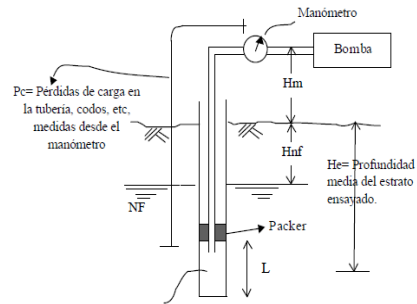 Manómetro
Bomba
Pc= Pérdidas de carga en
la tubería, codos, etc,
medidas desde el
manómetro
Hm
Hnf
He= Profundidad
media del estrato
ensayado.
NF
Packer
L